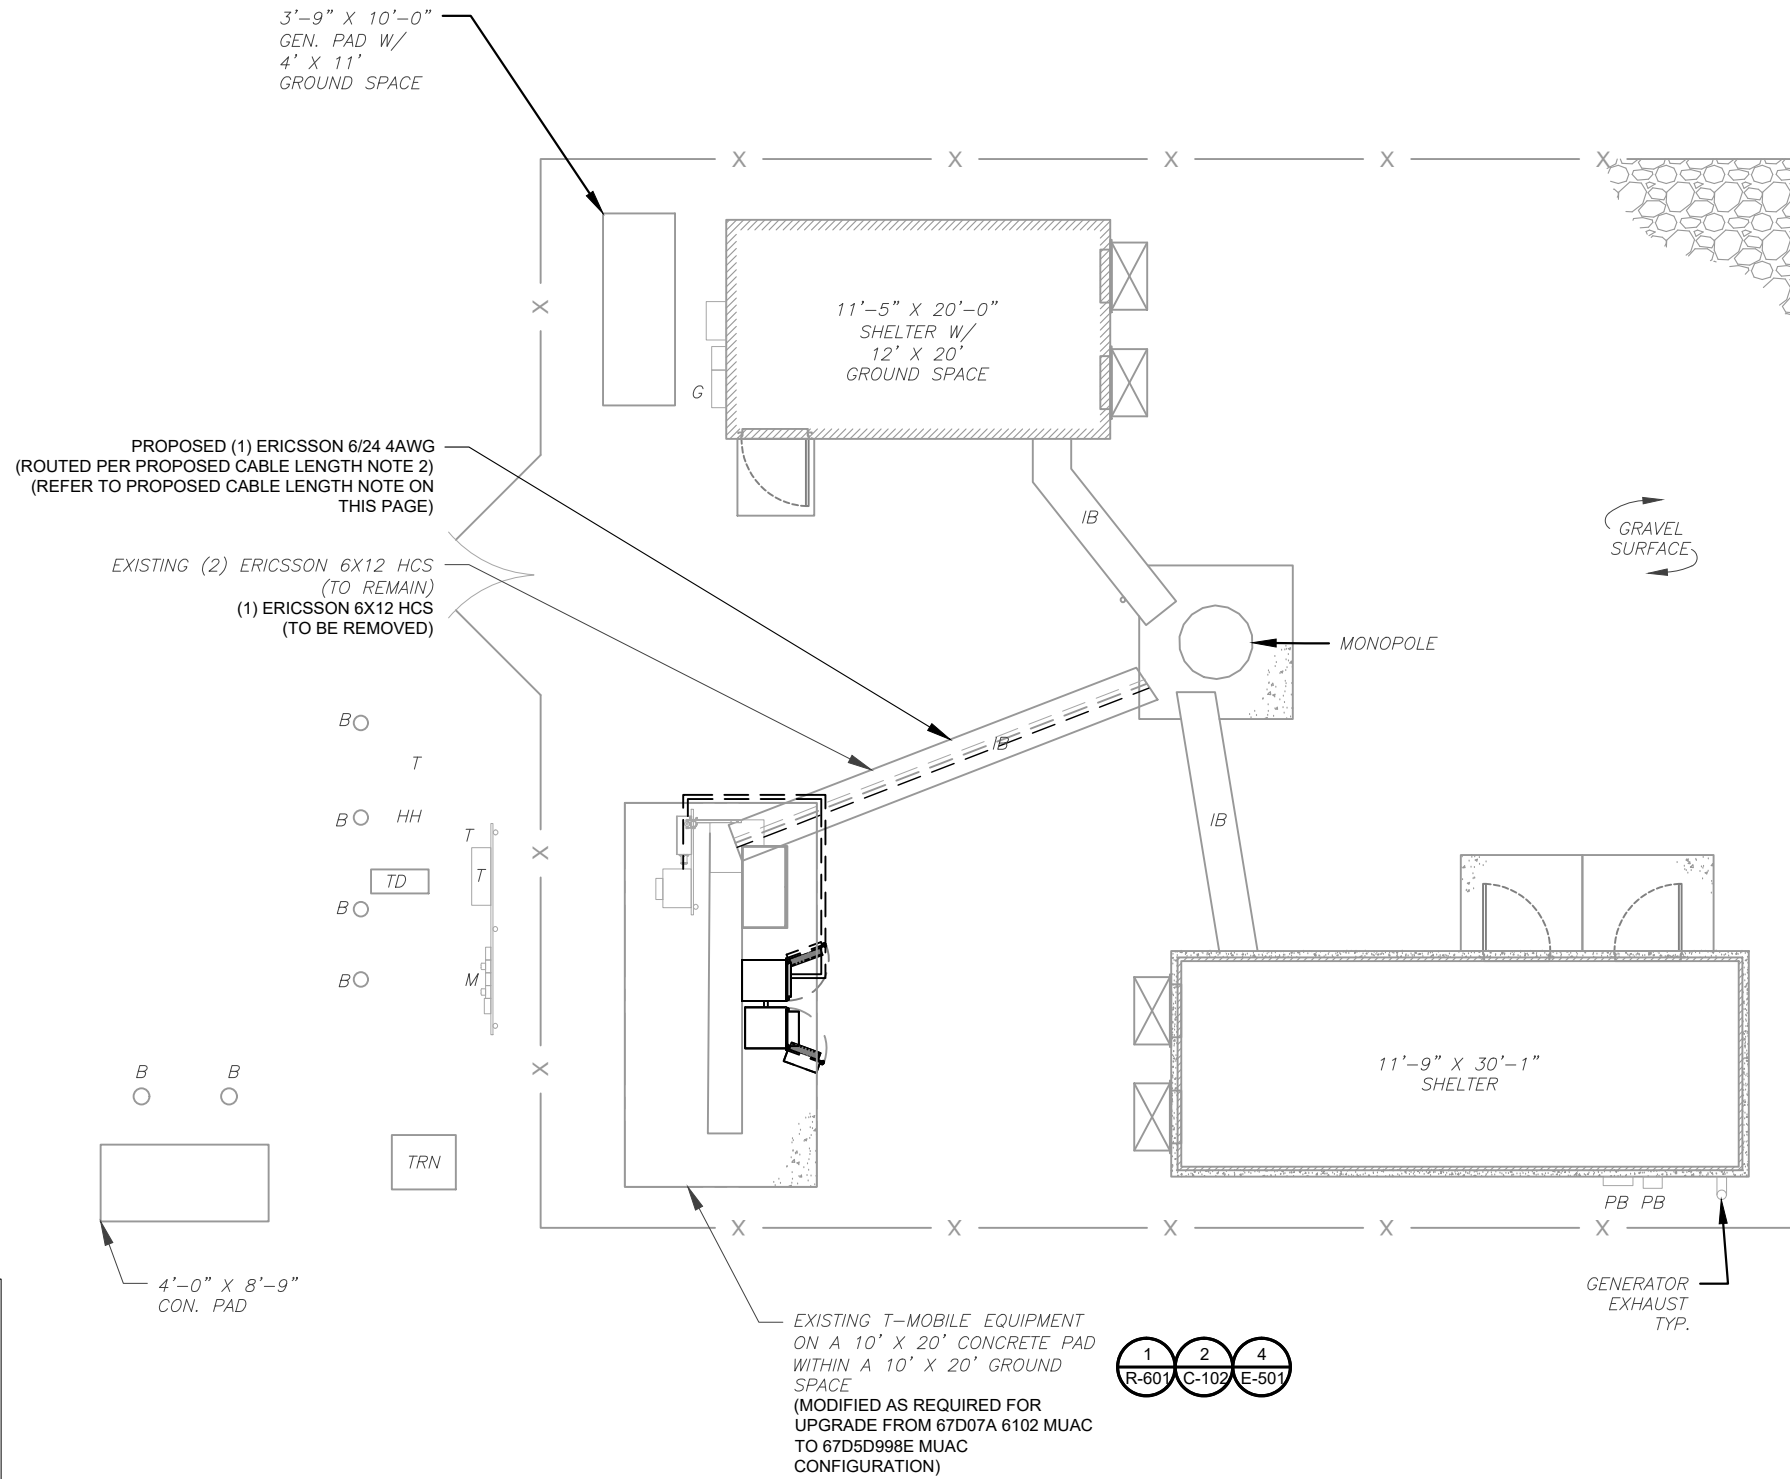 3'-9" X 10'-0"
GEN. PAD W/
4' X 11'
GROUND SPACE
X
X
X
X
X
X
11'-5" X 20'-0"
SHELTER W/
12' X 20'
GROUND SPACE
G
PROPOSED (1) ERICSSON 6/24 4AWG
(ROUTED PER PROPOSED CABLE LENGTH NOTE 2)
(REFER TO PROPOSED CABLE LENGTH NOTE ON
THIS PAGE)
IB
GRAVEL
SURFACE
EXISTING (2) ERICSSON 6X12 HCS
(TO REMAIN)
(1) ERICSSON 6X12 HCS
(TO BE REMOVED)
MONOPOLE
B
T
IB
B
HH
T
IB
X
TD
T
B
B
M
X
B
B
11'-9" X 30'-1"
SHELTER
TRN
PB
PB
X
X
X
X
X
4'-0" X 8'-9"
CON. PAD
GENERATOR
EXHAUST
TYP.
EXISTING T-MOBILE EQUIPMENT
ON A 10' X 20' CONCRETE PAD
WITHIN A 10' X 20' GROUND
SPACE
(MODIFIED AS REQUIRED FOR
UPGRADE FROM 67D07A 6102 MUAC
TO 67D5D998E MUAC
CONFIGURATION)
1
R-601
2
C-102
4
E-501